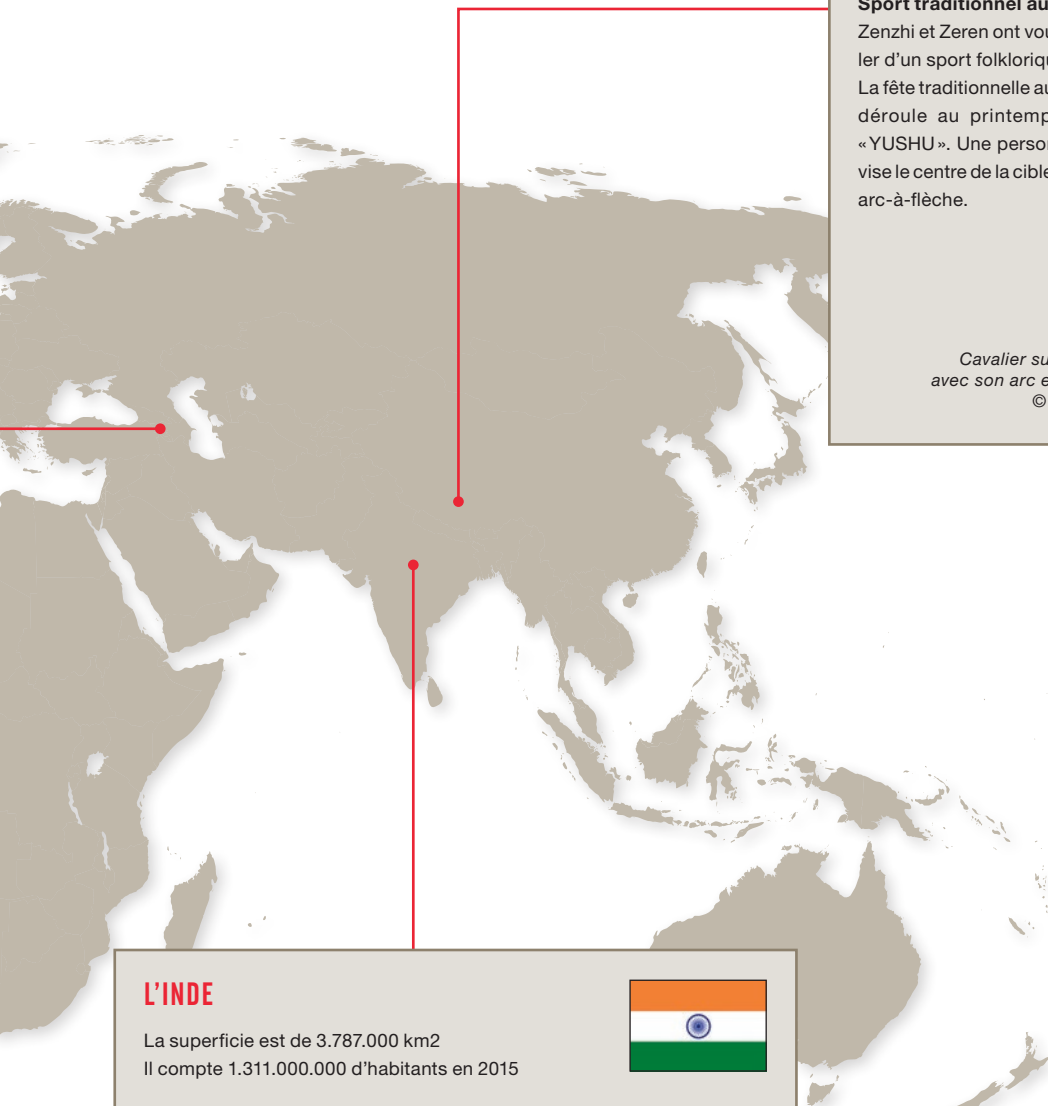 Sport traditionnel au
Zenzhi et Zeren ont vou
ler d'un sport folkloriqu
La fête traditionnelle au
déroule au printemp
«YUSHU». Une person
vise le centre de la cible
arc-à-flèche.
Cavalier su
avec son arc e
©
L'INDE
La superficie est de 3.787.000 km2
Il compte 1.311.000.000 d'habitants en 2015